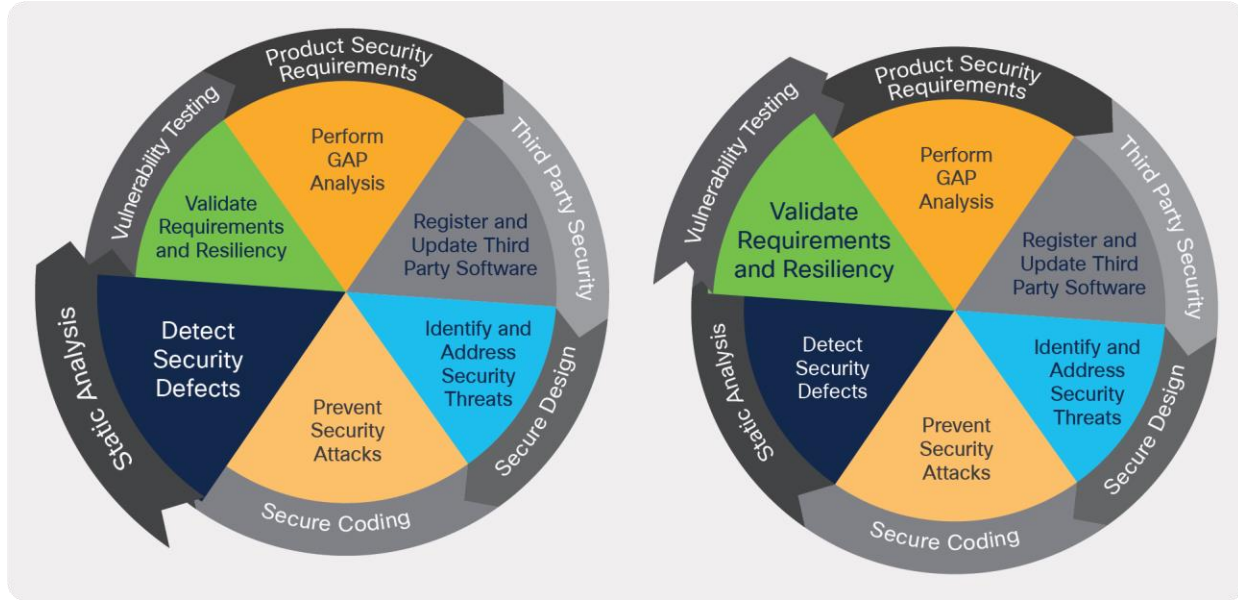 Product Security
Requirements
Third Party Security
Secure Design
Secure Coding
Static Analysis
Vulnerability Testing
Perform
GAP
Analysis
Register and
Update Third
Party Software
Identify and
Address
Security
Threats
Prevent
Security
Attacks
Detect
Security
Defects
Validate
Requirements
and Resiliency
Product Security
Requirements
Third Party Security
Secure Design
Secure Coding
Static Analysis
Vulnerability Testing
Perform
GAP
Analysis
Register and
Update Third
Party Software
Identify and
Address
Security
Threats
Prevent
Security
Attacks
Detect
Security
Defects
Validate
Requirements
and Resiliency